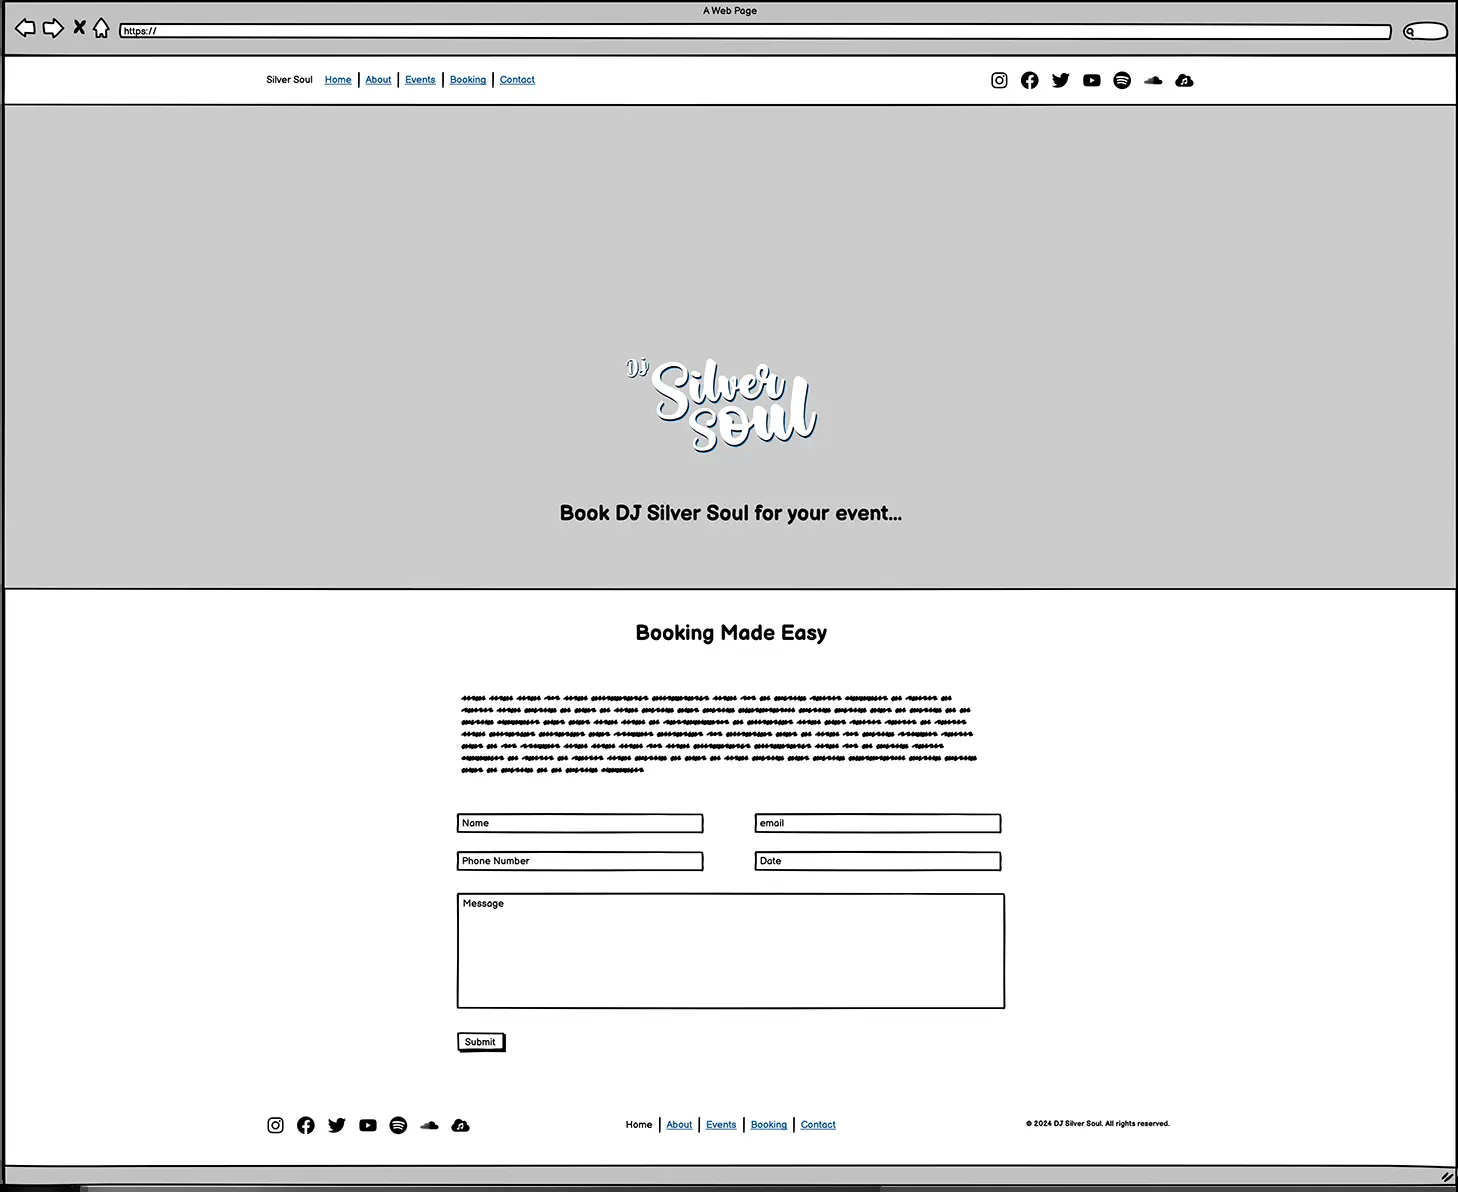 A Web Page
https://
Silver Soul Home About Events Booking Contact
DJ Silver Soul
Book DJ Silver Soul for your event...
Booking Made Easy
Name
email
Phone Number
Date
Message
Submit
Home About Events Booking Contact
© 2024 DJ Silver Soul. All rights reserved.